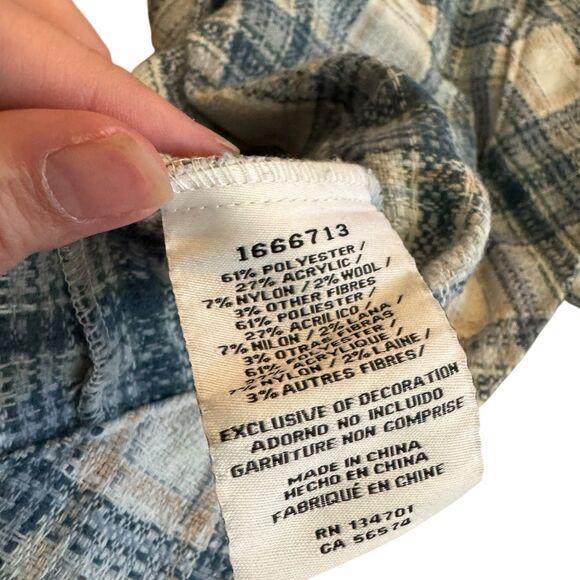 1666713
61% POLYESTER /
27% ACRYLIC /
7% NYLON / 2% WOOL /
3% OTHER FIBRES
61% POLIESTER /
27% ACRILICO /
7% NILON / 2% LANA /
3% OTRAS FIBRAS
61% POLYESTER /
ACRYLIQUE /
NYLON / 2% LAINE /
3% AUTRES FIBRES/
EXCLUSIVE OF DECORATION
ADORNO NO INCLUIDO
GARNITURE NON COMPRISE
MADE IN CHINA
HECHO EN CHINA
FABRIQUÉ EN CHINE
RN 134701
CA 56574